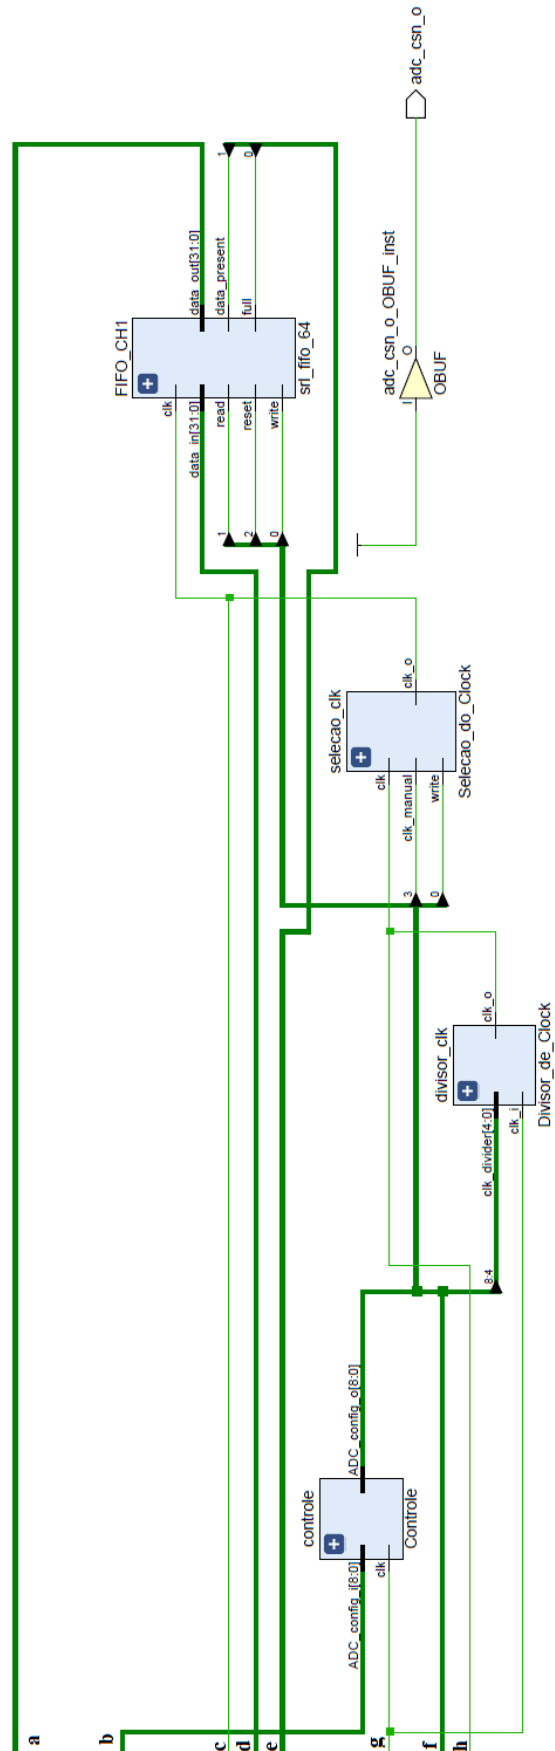 a
b
c
d
e
g
f
h
controle
ADC_config_i[8:0]
clk
ADC_config_o[8:0]
Controle
8:4
divisor_clk
clk_divider[4:0]
clk_i
clk_o
Divisor_de_Clock
3
0
selecao_clk
clk
clk_manual
write
clk_o
Selecao_do_Clock
1
2
0
FIFO_CH1
clk
data_in[31:0]
read
reset
write
data_out[31:0]
data_present
full
srl_fifo_64
1
0
adc_csn_o_OBUF_inst
I
O
OBUF
adc_csn_o